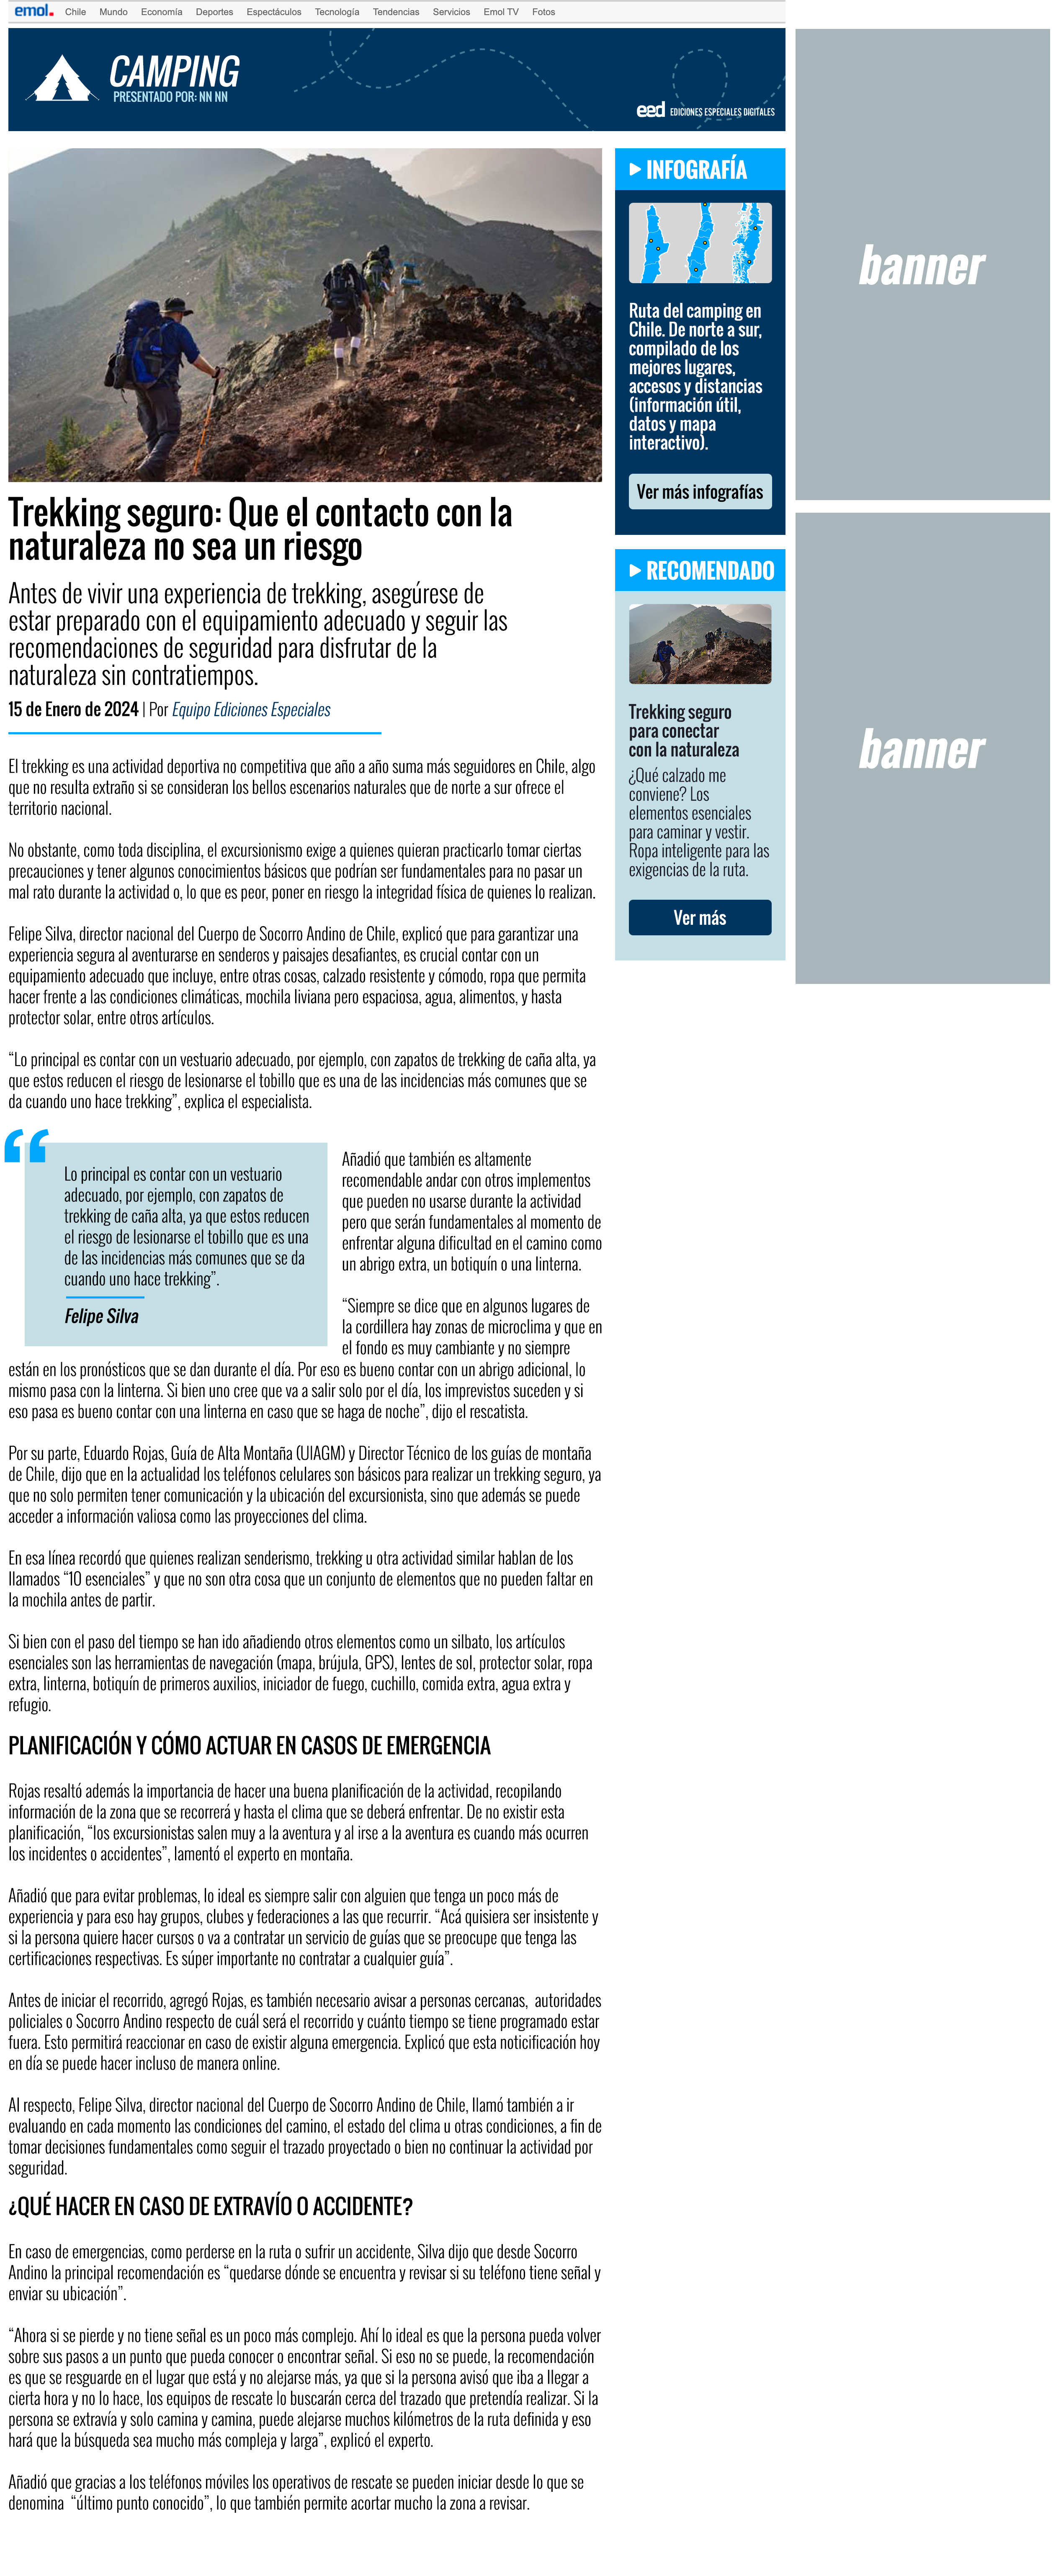 emol.
Chile Mundo Economía Deportes Espectáculos Tecnología Tendencias Servicios Emol TV Fotos
CAMPING
PRESENTADO POR: NN NN
eed EDICIONES ESPECIALES DIGITALES
Trekking seguro: Que el contacto con la
naturaleza no sea un riesgo
Antes de vivir una experiencia de trekking, asegúrese de
estar preparado con el equipamiento adecuado y seguir las
recomendaciones de seguridad para disfrutar de la
naturaleza sin contratiempos.
15 de Enero de 2024 | Por Equipo Ediciones Especiales
El trekking es una actividad deportiva no competitiva que año a año suma más seguidores en Chile, algo
que no resulta extraño si se consideran los bellos escenarios naturales que de norte a sur ofrece el
territorio nacional.
No obstante, como toda disciplina, el excursionismo exige a quienes quieran practicarlo tomar ciertas
precauciones y tener algunos conocimientos básicos que podrían ser fundamentales para no pasar un
mal rato durante la actividad o, lo que es peor, poner en riesgo la integridad física de quienes lo realizan.
Felipe Silva, director nacional del Cuerpo de Socorro Andino de Chile, explicó que para garantizar una
experiencia segura al aventurarse en senderos y paisajes desafiantes, es crucial contar con un
equipamiento adecuado que incluye, entre otras cosas, calzado resistente y cómodo, ropa que permita
hacer frente a las condiciones climáticas, mochila liviana pero espaciosa, agua, alimentos, y hasta
protector solar, entre otros artículos.
“Lo principal es contar con un vestuario adecuado, por ejemplo, con zapatos de trekking de caña alta, ya
que estos reducen el riesgo de lesionarse el tobillo que es una de las incidencias más comunes que se
da cuando uno hace trekking”, explica el especialista.
“
Lo principal es contar con un vestuario
adecuado, por ejemplo, con zapatos de
trekking de caña alta, ya que estos reducen
el riesgo de lesionarse el tobillo que es una
de las incidencias más comunes que se da
cuando uno hace trekking”.
Felipe Silva
Añadió que también es altamente
recomendable andar con otros implementos
que pueden no usarse durante la actividad
pero que serán fundamentales al momento de
enfrentar alguna dificultad en el camino como
un abrigo extra, un botiquín o una linterna.
“Siempre se dice que en algunos lugares de
la cordillera hay zonas de microclima y que en
el fondo es muy cambiante y no siempre
están en los pronósticos que se dan durante el día. Por eso es bueno contar con un abrigo adicional, lo
mismo pasa con la linterna. Si bien uno cree que va a salir solo por el día, los imprevistos suceden y si
eso pasa es bueno contar con una linterna en caso que se haga de noche”, dijo el rescatista.
Por su parte, Eduardo Rojas, Guía de Alta Montaña (UIAGM) y Director Técnico de los guías de montaña
de Chile, dijo que en la actualidad los teléfonos celulares son básicos para realizar un trekking seguro, ya
que no solo permiten tener comunicación y la ubicación del excursionista, sino que además se puede
acceder a información valiosa como las proyecciones del clima.
En esa línea recordó que quienes realizan senderismo, trekking u otra actividad similar hablan de los
llamados “10 esenciales” y que no son otra cosa que un conjunto de elementos que no pueden faltar en
la mochila antes de partir.
Si bien con el paso del tiempo se han ido añadiendo otros elementos como un silbato, los artículos
esenciales son las herramientas de navegación (mapa, brújula, GPS), lentes de sol, protector solar, ropa
extra, linterna, botiquín de primeros auxilios, iniciador de fuego, cuchillo, comida extra, agua extra y
refugio.
PLANIFICACIÓN Y CÓMO ACTUAR EN CASOS DE EMERGENCIA
Rojas resaltó además la importancia de hacer una buena planificación de la actividad, recopilando
información de la zona que se recorrerá y hasta el clima que se deberá enfrentar. De no existir esta
planificación, “los excursionistas salen muy a la aventura y al irse a la aventura es cuando más ocurren
los incidentes o accidentes”, lamentó el experto en montaña.
Añadió que para evitar problemas, lo ideal es siempre salir con alguien que tenga un poco más de
experiencia y para eso hay grupos, clubes y federaciones a las que recurrir. “Acá quisiera ser insistente y
si la persona quiere hacer cursos o va a contratar un servicio de guías que se preocupe que tenga las
certificaciones respectivas. Es súper importante no contratar a cualquier guía”.
Antes de iniciar el recorrido, agregó Rojas, es también necesario avisar a personas cercanas, autoridades
policiales o Socorro Andino respecto de cuál será el recorrido y cuánto tiempo se tiene programado estar
fuera. Esto permitirá reaccionar en caso de existir alguna emergencia. Explicó que esta noticificación hoy
en día se puede hacer incluso de manera online.
Al respecto, Felipe Silva, director nacional del Cuerpo de Socorro Andino de Chile, llamó también a ir
evaluando en cada momento las condiciones del camino, el estado del clima u otras condiciones, a fin de
tomar decisiones fundamentales como seguir el trazado proyectado o bien no continuar la actividad por
seguridad.
¿QUÉ HACER EN CASO DE EXTRAVÍO O ACCIDENTE?
En caso de emergencias, como perderse en la ruta o sufrir un accidente, Silva dijo que desde Socorro
Andino la principal recomendación es “quedarse dónde se encuentra y revisar si su teléfono tiene señal y
enviar su ubicación”.
“Ahora si se pierde y no tiene señal es un poco más complejo. Ahí lo ideal es que la persona pueda volver
sobre sus pasos a un punto que pueda conocer o encontrar señal. Si eso no se puede, la recomendación
es que se resguarde en el lugar que está y no alejarse más, ya que si la persona avisó que iba a llegar a
cierta hora y no lo hace, los equipos de rescate lo buscarán cerca del trazado que pretendía realizar. Si la
persona se extravía y solo camina y camina, puede alejarse muchos kilómetros de la ruta definida y eso
hará que la búsqueda sea mucho más compleja y larga”, explicó el experto.
Añadió que gracias a los teléfonos móviles los operativos de rescate se pueden iniciar desde lo que se
denomina “último punto conocido”, lo que también permite acortar mucho la zona a revisar.
INFOGRAFÍA
Ruta del camping en
Chile. De norte a sur,
compilado de los
mejores lugares,
accesos y distancias
(información útil,
datos y mapa
interactivo).
Ver más infografías
RECOMENDADO
Trekking seguro
para conectar
con la naturaleza
¿Qué calzado me
conviene? Los
elementos esenciales
para caminar y vestir.
Ropa inteligente para las
exigencias de la ruta.
Ver más
banner
banner